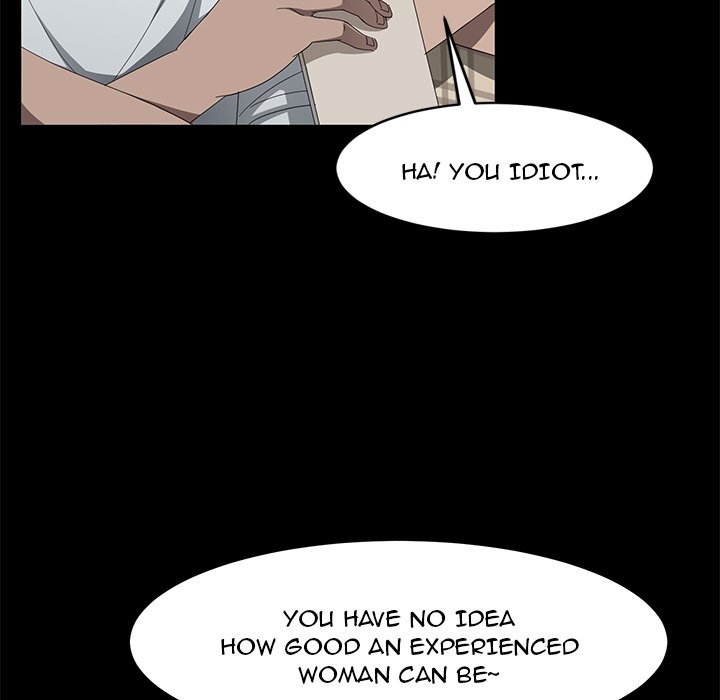 HA! YOU IDIOT...
YOU HAVE NO IDEA
HOW GOOD AN EXPERIENCED
WOMAN CAN BE~